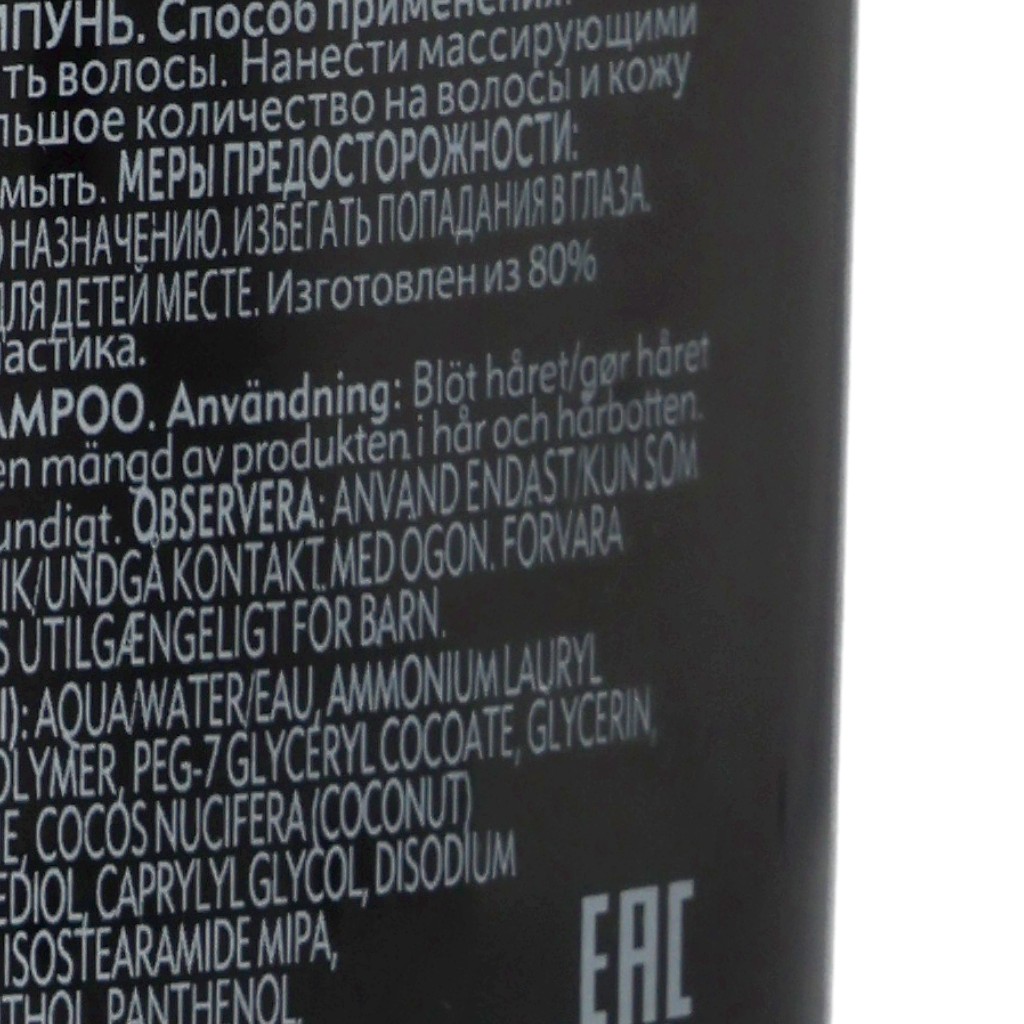 ПУНЬ. Способ применения:
ть волосы. Нанести массирующими
льшое количество на волосы и кожу
мыть. МЕРЫ ПРЕДОСТОРОЖНОСТИ:
О НАЗНАЧЕНИЮ. ИЗБЕГАТЬ ПОПАДАНИЯ В ГЛАЗА.
ДЛЯ ДЕТЕЙ МЕСТЕ. Изготовлен из 80%
ластика.
AMPOO. Användning: Blöt håret/gør håret
en mängd av produkten i hår och hårbotten.
undigt. OBSERVERA: ANVÄND ENDAST/KUN SOM
IK/UNDGÅ KONTAKT MED ÖGON. FÖRVARA
S UTILGÆNGELIGT FOR BARN.
I): AQUA/WATER/EAU, AMMONIUM LAURYL
OLYMER, PEG-7 GLYCERYL COCOATE, GLYCERIN,
E, COCOS NUCIFERA (COCONUT)
EDIOL, CAPRYLYL GLYCOL, DISODIUM
ISOSTEARAMIDE MIPA,
THOL, PANTHENOL,
EAC